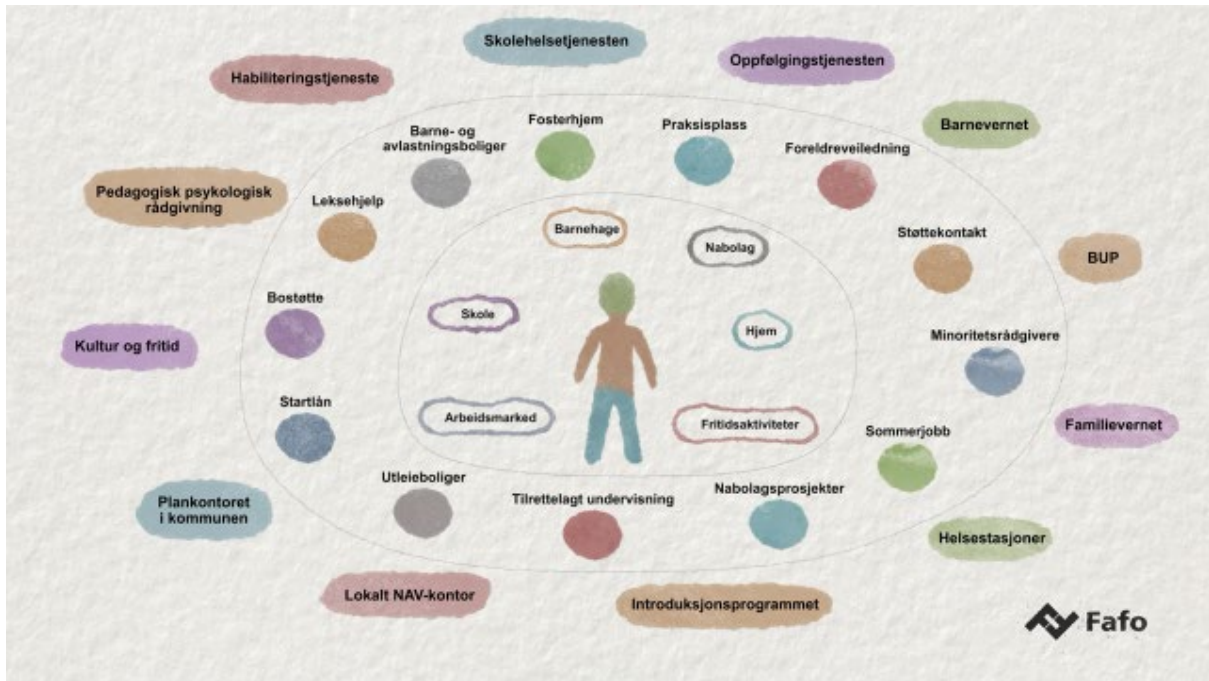 Skolehelsetjenesten
Oppfølgingstjenesten
Habiliteringstjeneste
Barnevernet
Fosterhjem
Praksisplass
Barne- og
avlastningsboliger
Foreldreveiledning
Pedagogisk psykologisk
rådgivning
Leksehjelp
Barnehage
Nabolag
Støttekontakt
BUP
Bostøtte
Skole
Hjem
Minoritetsrådgivere
Kultur og fritid
Startlån
Arbeidsmarked
Fritidsaktiviteter
Sommerjobb
Familievernet
Utleieboliger
Tilrettelagt undervisning
Nabolagsprosjekter
Plankontoret
i kommunen
Helsestasjoner
Lokalt NAV-kontor
Introduksjonsprogrammet
Fafo